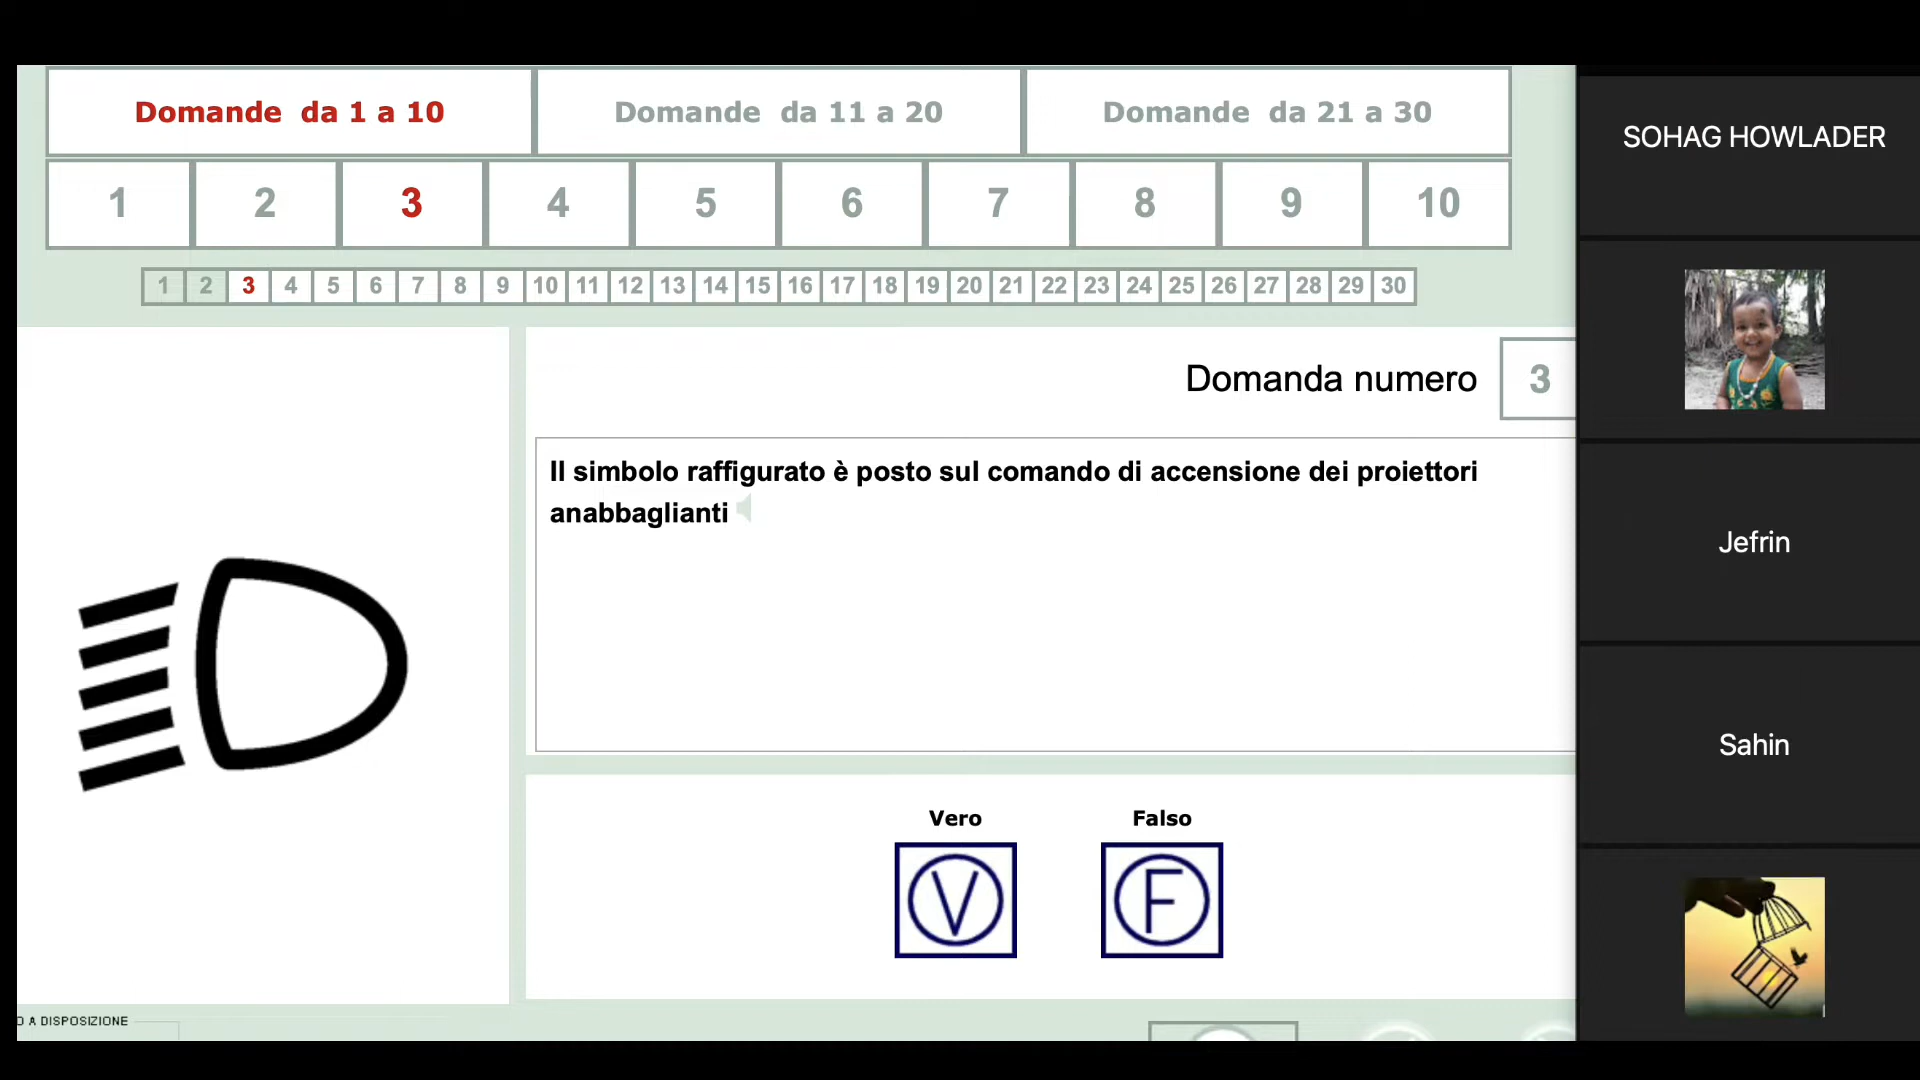 Domande da 1 a 10
Domande da 11 a 20
Domande da 21 a 30
1 2 3 4 5 6 7 8 9 10
1 2 3 4 5 6 7 8 9 10 11 12 13 14 15 16 17 18 19 20 21 22 23 24 25 26 27 28 29 30
Domanda numero 3
Il simbolo raffigurato è posto sul comando di accensione dei proiettori
anabbaglianti
Vero
Falso
V
F
O A DISPOSIZIONE
SOHAG HOWLADER
Jefrin
Sahin